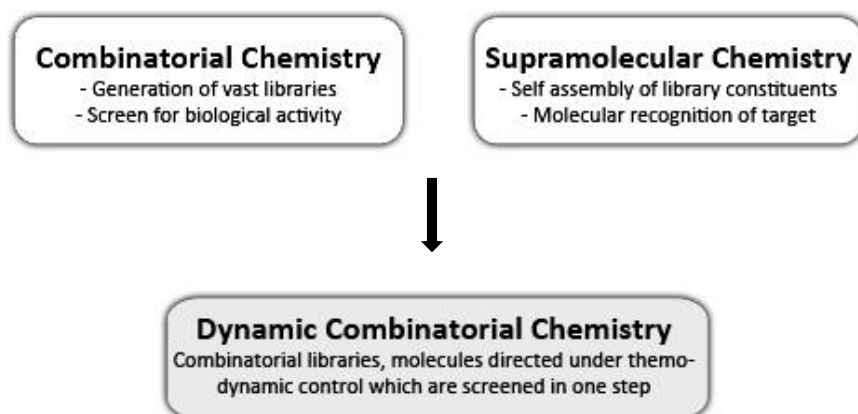 Combinatorial Chemistry
- Generation of vast libraries
- Screen for biological activity
Supramolecular Chemistry
- Self assembly of library constituents
- Molecular recognition of target
Dynamic Combinatorial Chemistry
Combinatorial libraries, molecules directed under themo-
dynamic control which are screened in one step